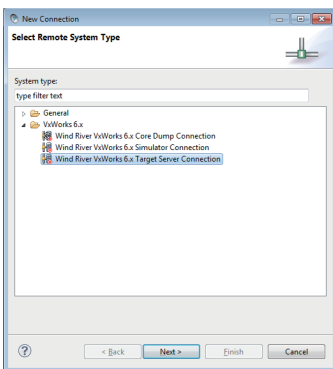 New Connection
Select Remote System Type
System type:
type filter text
General
VxWorks 6.x
Wind River VxWorks 6.x Core Dump Connection
Wind River VxWorks 6.x Simulator Connection
Wind River VxWorks 6.x Target Server Connection
?
< Back Next > Finish Cancel